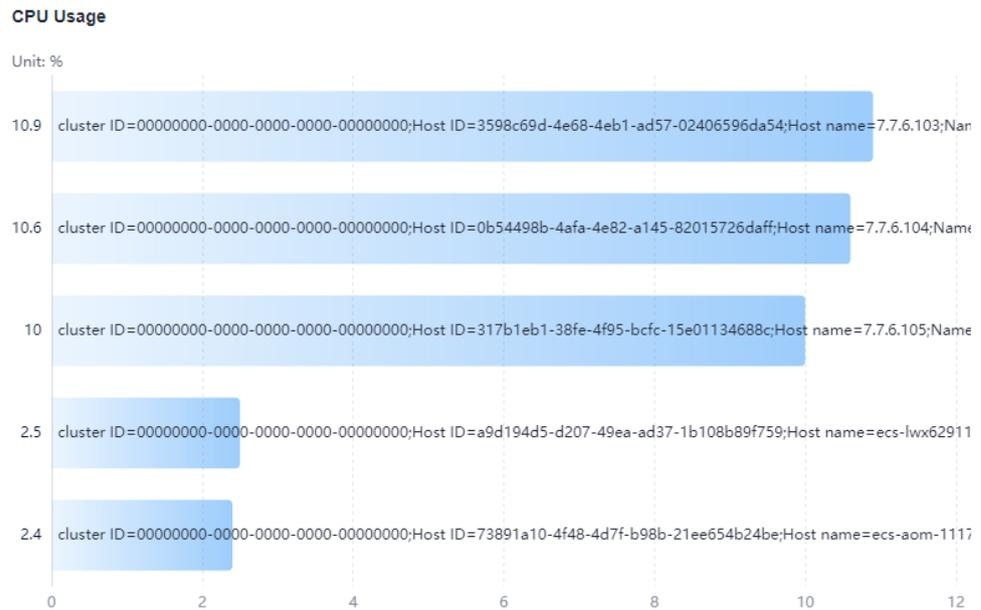 CPU Usage
Unit: %
10.9 cluster ID=00000000-0000-0000-0000-00000000;Host ID=3598c69d-4e68-4eb1-ad57-02406596da54;Host name=7.7.6.103;Nam
10.6 cluster ID=00000000-0000-0000-0000-00000000;Host ID=0b54498b-4afa-4e82-a145-82015726daff;Host name=7.7.6.104;Name
10 cluster ID=00000000-0000-0000-0000-00000000;Host ID=317b1eb1-38fe-4f95-bcfc-15e01134688c;Host name=7.7.6.105;Name
2.5 cluster ID=00000000-0000-0000-0000-00000000;Host ID=a9d194d5-d207-49ea-ad37-1b108b89f759;Host name=ecs-lwx62911
2.4 cluster ID=00000000-0000-0000-0000-00000000;Host ID=73891a10-4f48-4d7f-b98b-21ee654b24be;Host name=ecs-aom-1117
0 2 4 6 8 10 12